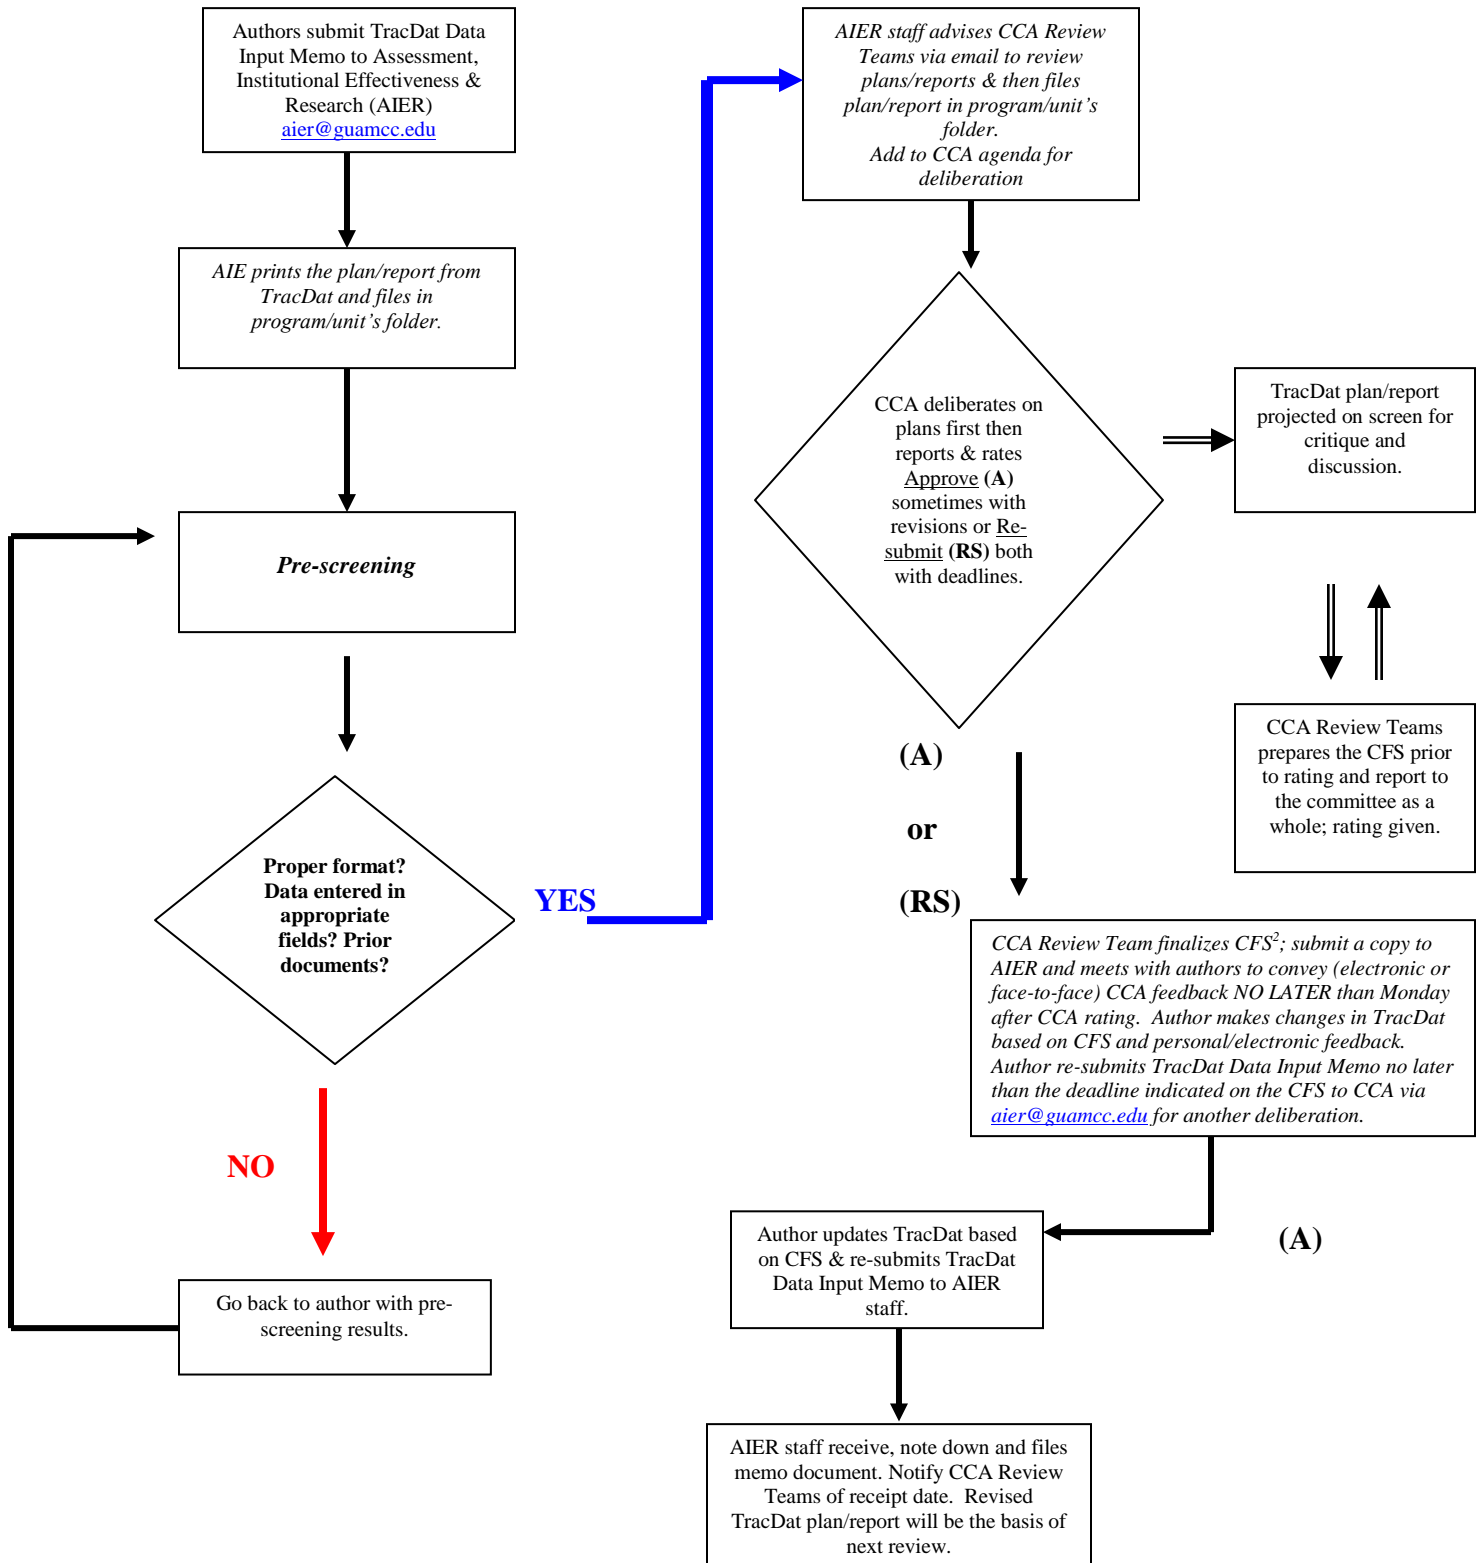 Authors submit TracDat Data
Input Memo to Assessment,
Institutional Effectiveness &
Research (AIER)
aier@guamcc.edu
AIE prints the plan/report from
TracDat and files in
program/unit’s folder.
Pre-screening
Proper format?
Data entered in
appropriate
fields? Prior
documents?
YES
NO
Go back to author with pre-
screening results.
AIER staff advises CCA Review
Teams via email to review
plans/reports & then files
plan/report in program/unit’s
folder.
Add to CCA agenda for
deliberation
CCA deliberates on
plans first then
reports & rates
Approve (A)
sometimes with
revisions or Re-
submit (RS) both
with deadlines.
TracDat plan/report
projected on screen for
critique and
discussion.
CCA Review Teams
prepares the CFS prior
to rating and report to
the committee as a
whole; rating given.
(A)
or
(RS)
CCA Review Team finalizes CFS²; submit a copy to
AIER and meets with authors to convey (electronic or
face-to-face) CCA feedback NO LATER than Monday
after CCA rating.  Author makes changes in TracDat
based on CFS and personal/electronic feedback.
Author re-submits TracDat Data Input Memo no later
than the deadline indicated on the CFS to CCA via
aier@guamcc.edu for another deliberation.
(A)
Author updates TracDat based
on CFS & re-submits TracDat
Data Input Memo to AIER
staff.
AIER staff receive, note down and files
memo document. Notify CCA Review
Teams of receipt date.  Revised
TracDat plan/report will be the basis of
next review.